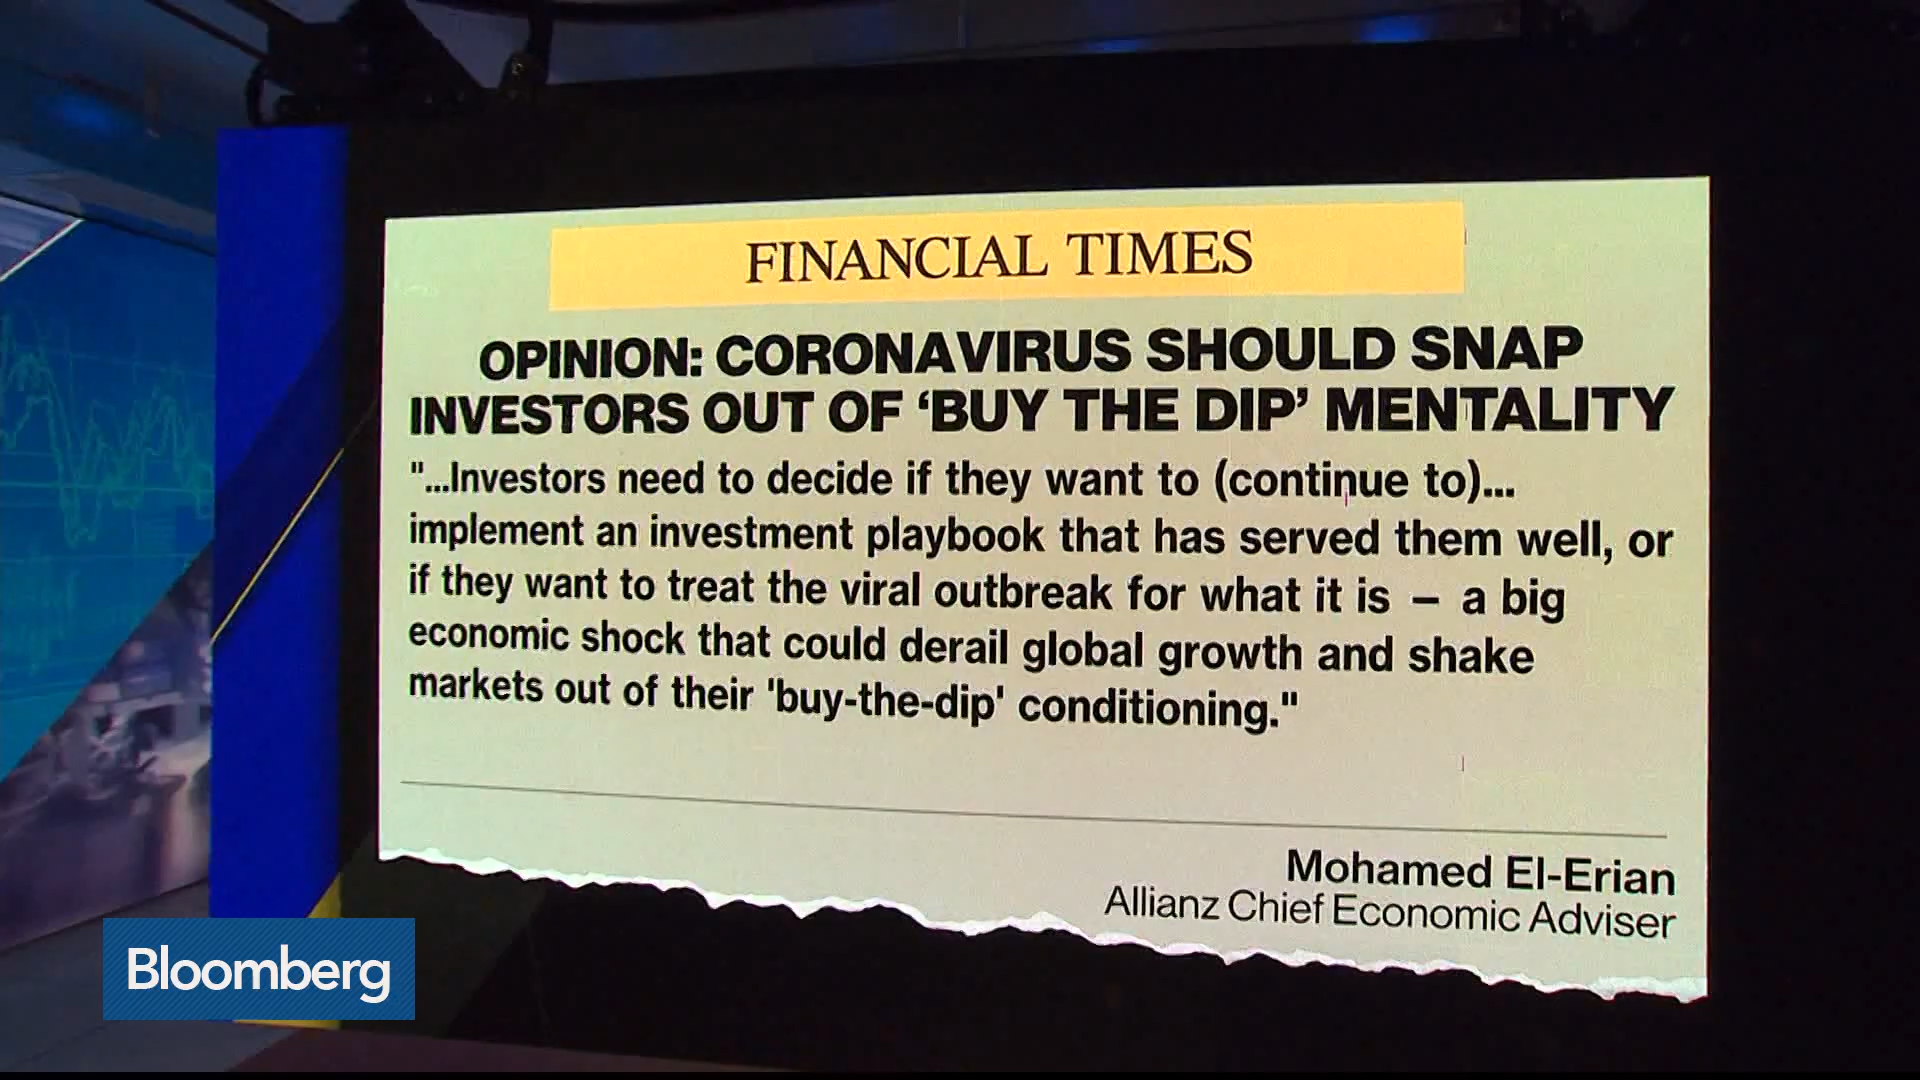 FINANCIAL TIMES
OPINION: CORONAVIRUS SHOULD SNAP
INVESTORS OUT OF ‘BUY THE DIP’ MENTALITY
"...Investors need to decide if they want to (continue to)...
implement an investment playbook that has served them well, or
if they want to treat the viral outbreak for what it is – a big
economic shock that could derail global growth and shake
markets out of their 'buy-the-dip' conditioning."
Mohamed El-Erian
Allianz Chief Economic Adviser
Bloomberg